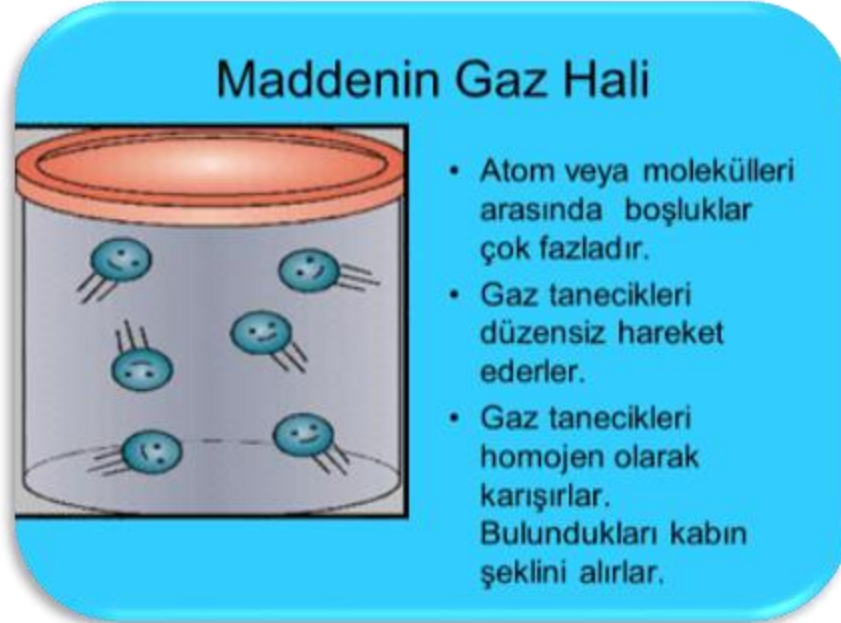 Maddenin Gaz Hali
• Atom veya molekülleri
arasında boşluklar
çok fazladır.
• Gaz tanecikleri
düzensiz hareket
ederler.
• Gaz tanecikleri
homojen olarak
karışırlar.
Bulundukları kabın
şeklini alırlar.